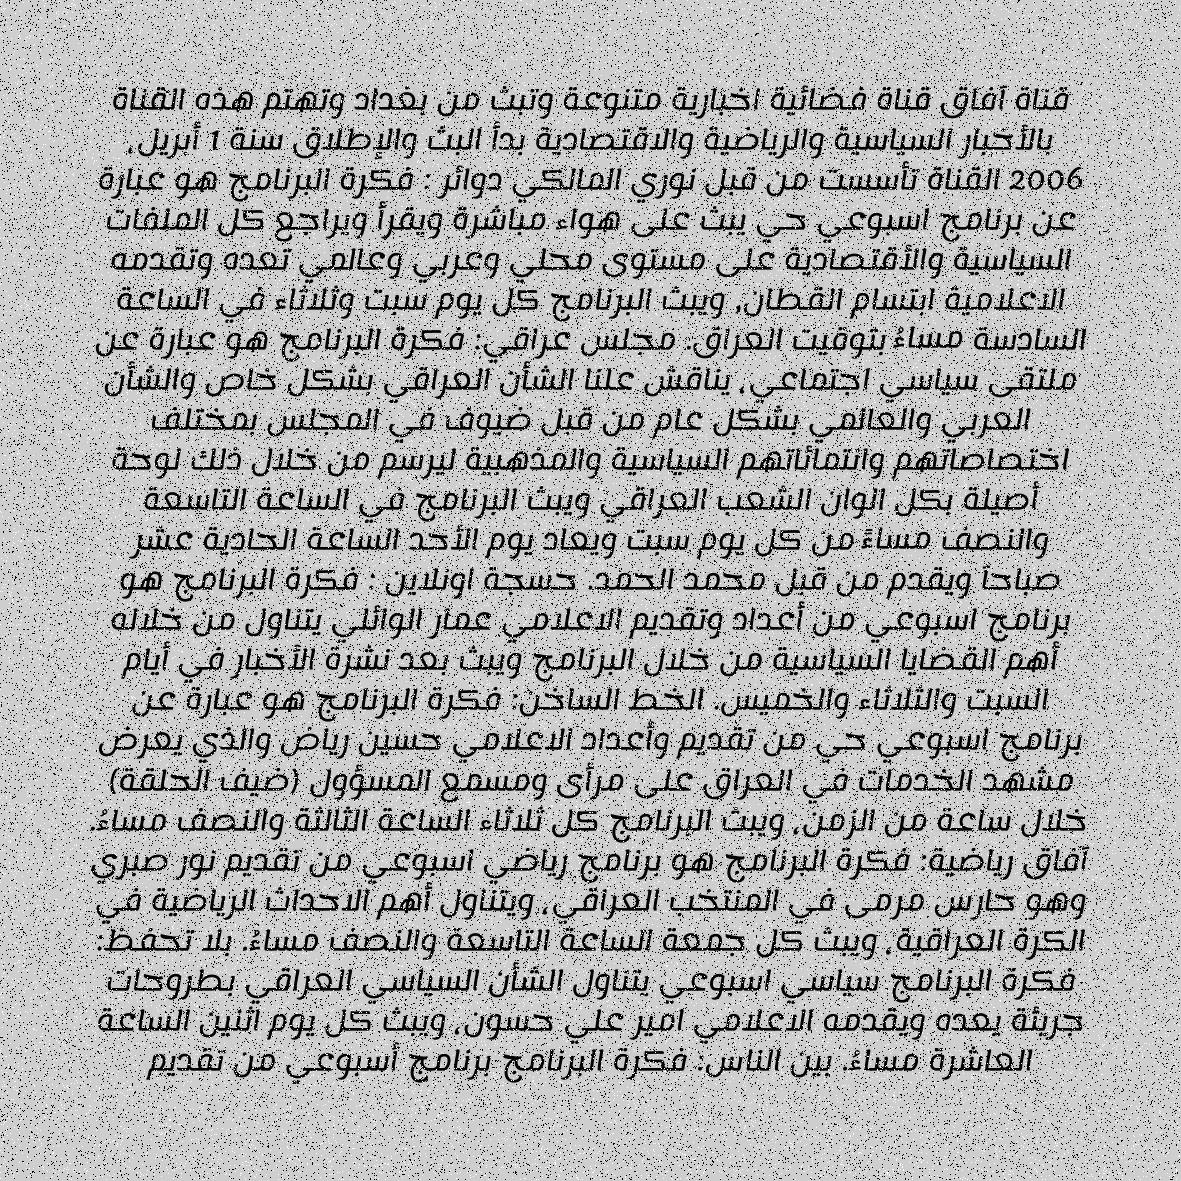 قناة آفاق قناة فضائية اخبارية متنوعة وتبث من بغداد وتهتم هذه القناة
بالأخبار السياسية والرياضية والاقتصادية بدأ البث والإطلاق سنة 1 أبريل،
2006 القناة تأسست من قبل نوري المالكي دوائر : فكرة البرنامج هو عبارة
عن برنامج اسبوعي حي يبث على هواء مباشرة ويقرأ ويراجع كل الملفات
السياسية والأقتصادية على مستوى محلي وعربي وعالمي تعده وتقدمه
الاعلامية ابتسام القطان، ويبث البرنامج كل يوم سبت وثلاثاء في الساعة
السادسة مساءً بتوقيت العراق. مجلس عراقي: فكرة البرنامج هو عبارة عن
ملتقى سياسي اجتماعي، يناقش علنا الشأن العراقي بشكل خاص والشأن
العربي والعالمي بشكل عام من قبل ضيوف في المجلس بمختلف
اختصاصاتهم وانتمائاتهم السياسية والمذهبية ليرسم من خلال ذلك لوحة
أصيلة بكل الوان الشعب العراقي ويبث البرنامج في الساعة التاسعة
والنصف مساءً من كل يوم سبت ويعاد يوم الأحد الساعة الحادية عشر
صباحاً ويقدم من قبل محمد الحمد. حسجة اونلاين : فكرة البرنامج هو
برنامج اسبوعي من أعداد وتقديم الاعلامي عمار الوائلي يتناول من خلاله
أهم القضايا السياسية من خلال البرنامج ويبث بعد نشرة الأخبار في أيام
السبت والثلاثاء والخميس. الخط الساخن: فكرة البرنامج هو عبارة عن
برنامج اسبوعي حي من تقديم وأعداد الاعلامي حسين رياض والذي يعرض
مشهد الخدمات في العراق على مرأى ومسمع المسؤول (ضيف الحلقة)
خلال ساعة من الزمن، ويبث البرنامج كل ثلاثاء الساعة الثالثة والنصف مساءً.
آفاق رياضية: فكرة البرنامج هو برنامج رياضي اسبوعي من تقديم نور صبري
وهو حارس مرمى في المنتخب العراقي، ويتناول أهم الاحداث الرياضية في
الكرة العراقية، ويبث كل جمعة الساعة التاسعة والنصف مساءً. بلا تحفظ:
فكرة البرنامج سياسي اسبوعي يتناول الشأن السياسي العراقي بطروحات
جريئة يعده ويقدمه الاعلامي امير علي حسون، ويبث كل يوم اثنين الساعة
العاشرة مساءً. بين الناس: فكرة البرنامج برنامج أسبوعي من تقديم